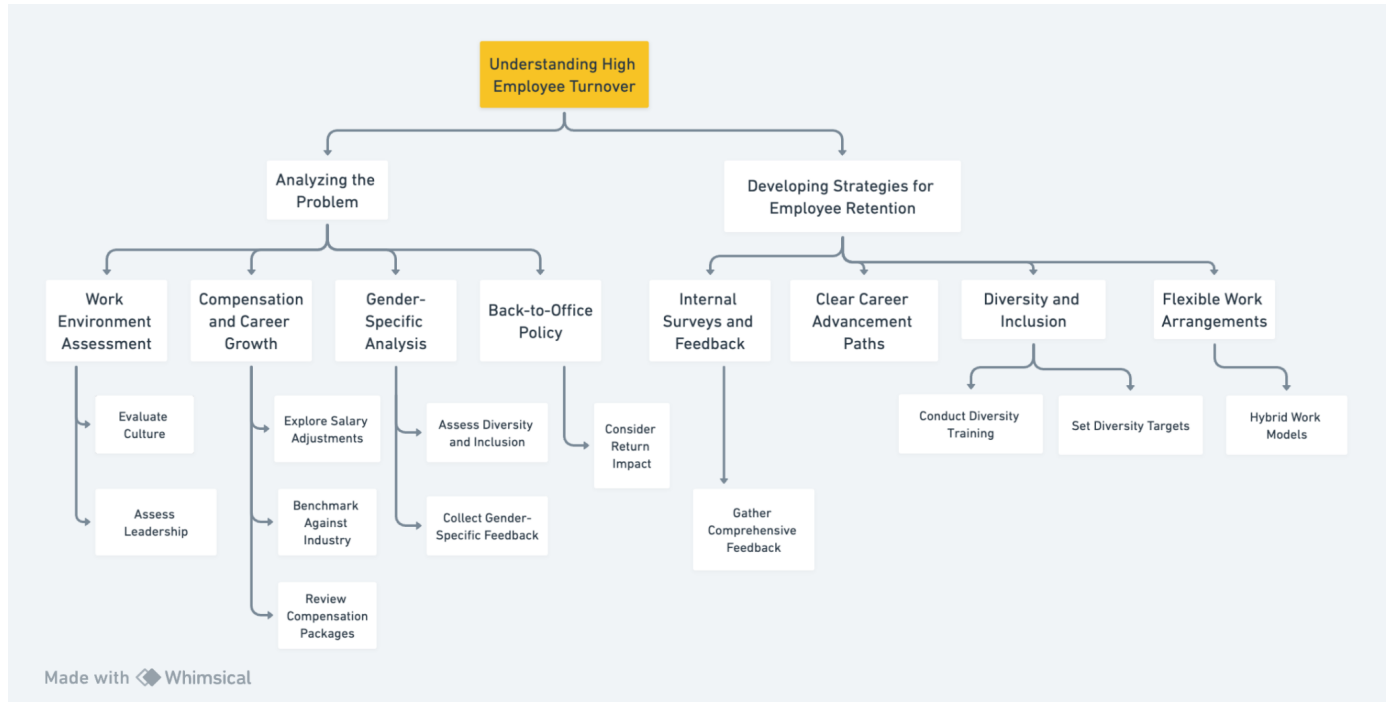 Understanding High
Employee Turnover
Analyzing the
Problem
Developing Strategies for
Employee Retention
Work
Environment
Assessment
Compensation
and Career
Growth
Gender-
Specific
Analysis
Back-to-Office
Policy
Internal
Surveys and
Feedback
Clear Career
Advancement
Paths
Diversity and
Inclusion
Flexible Work
Arrangements
Evaluate
Culture
Explore Salary
Adjustments
Assess Diversity
and Inclusion
Consider
Return
Impact
Conduct Diversity
Training
Set Diversity Targets
Hybrid Work
Models
Assess
Leadership
Benchmark
Against
Industry
Collect Gender-
Specific Feedback
Gather
Comprehensive
Feedback
Review
Compensation
Packages
Made with Whimsical